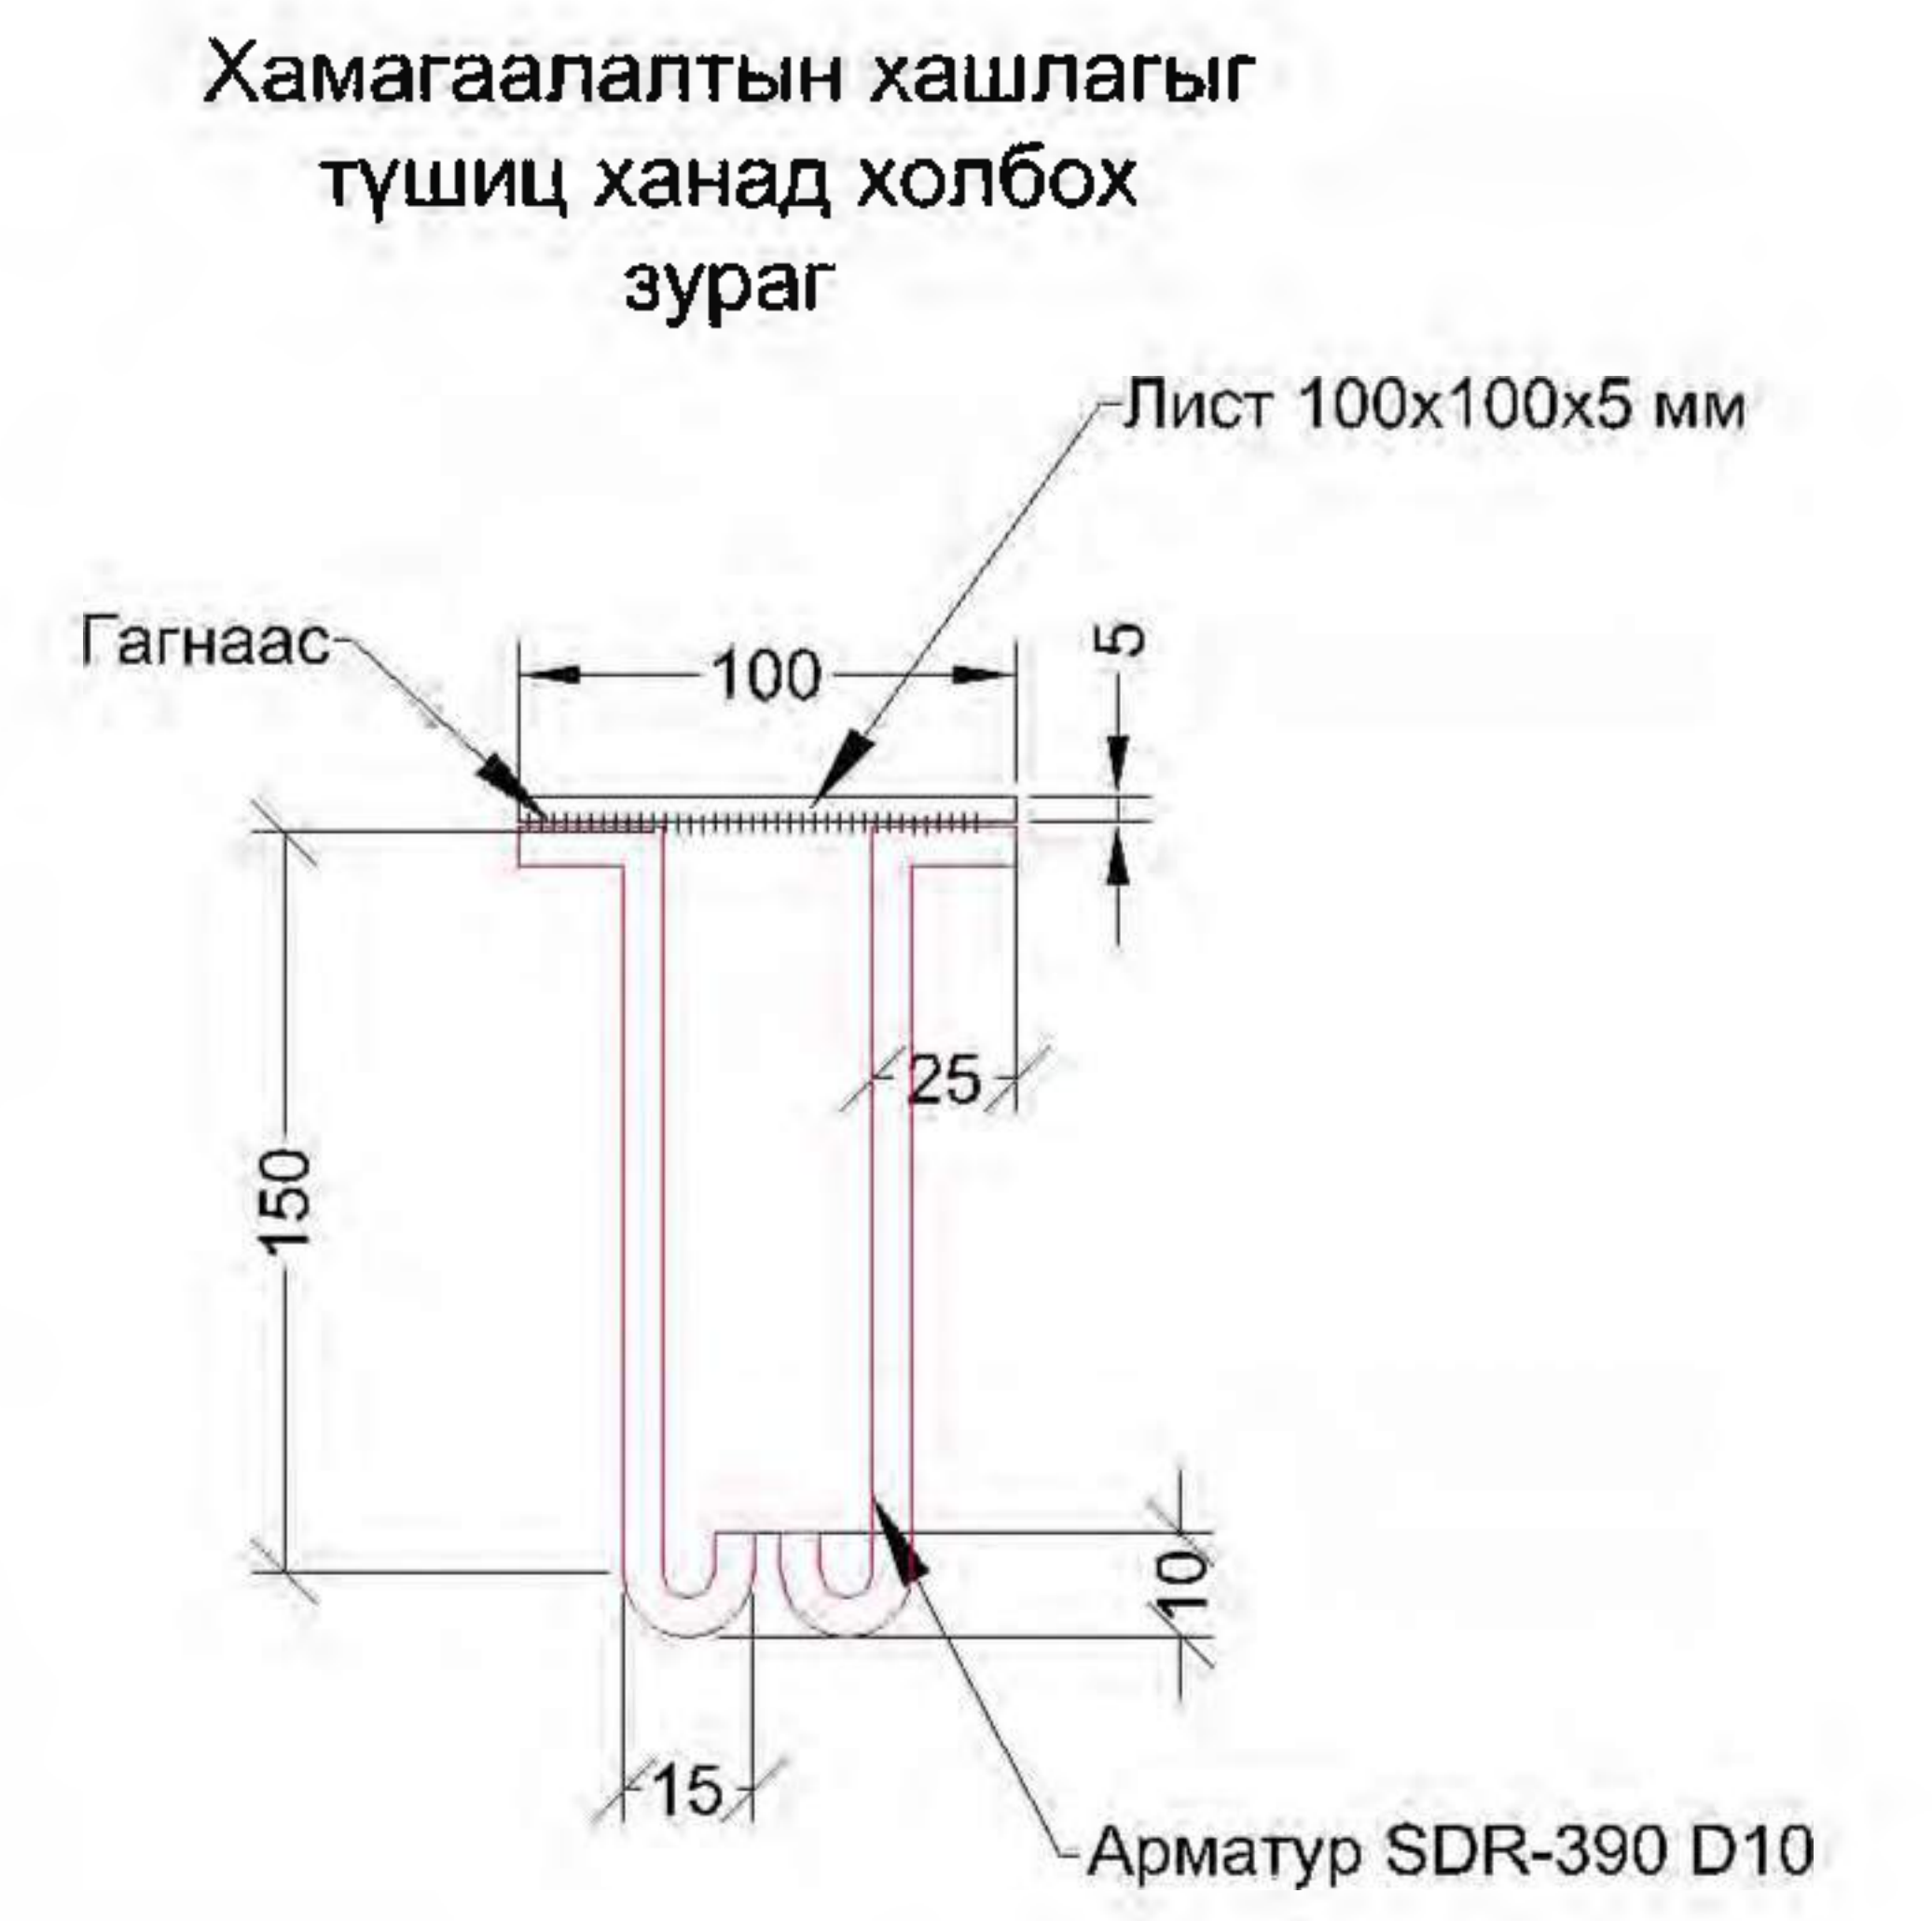 Хамагаалалтын хашлагыг
түшиц ханад холбох
зураг
Лист 100x100x5 мм
Гагнаас
100
5
25
150
10
15
Арматур SDR-390 D10